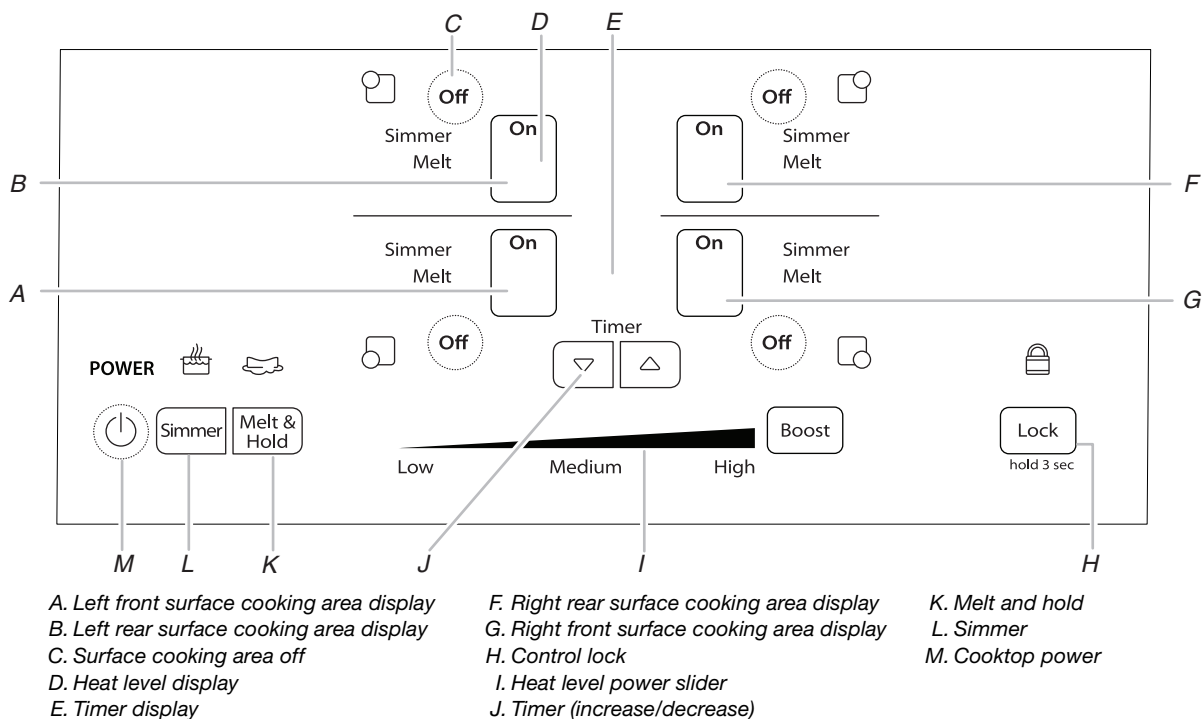 C D E
Off Off
On On
Simmer Simmer
Melt Melt
B F
On On
Simmer Simmer
Melt Melt
A G
Timer
Off Off
POWER
Simmer Melt & Hold Boost Lock
Low Medium High hold 3 sec
M L K J I H
A. Left front surface cooking area display
B. Left rear surface cooking area display
C. Surface cooking area off
D. Heat level display
E. Timer display
F. Right rear surface cooking area display
G. Right front surface cooking area display
H. Control lock
I. Heat level power slider
J. Timer (increase/decrease)
K. Melt and hold
L. Simmer
M. Cooktop power